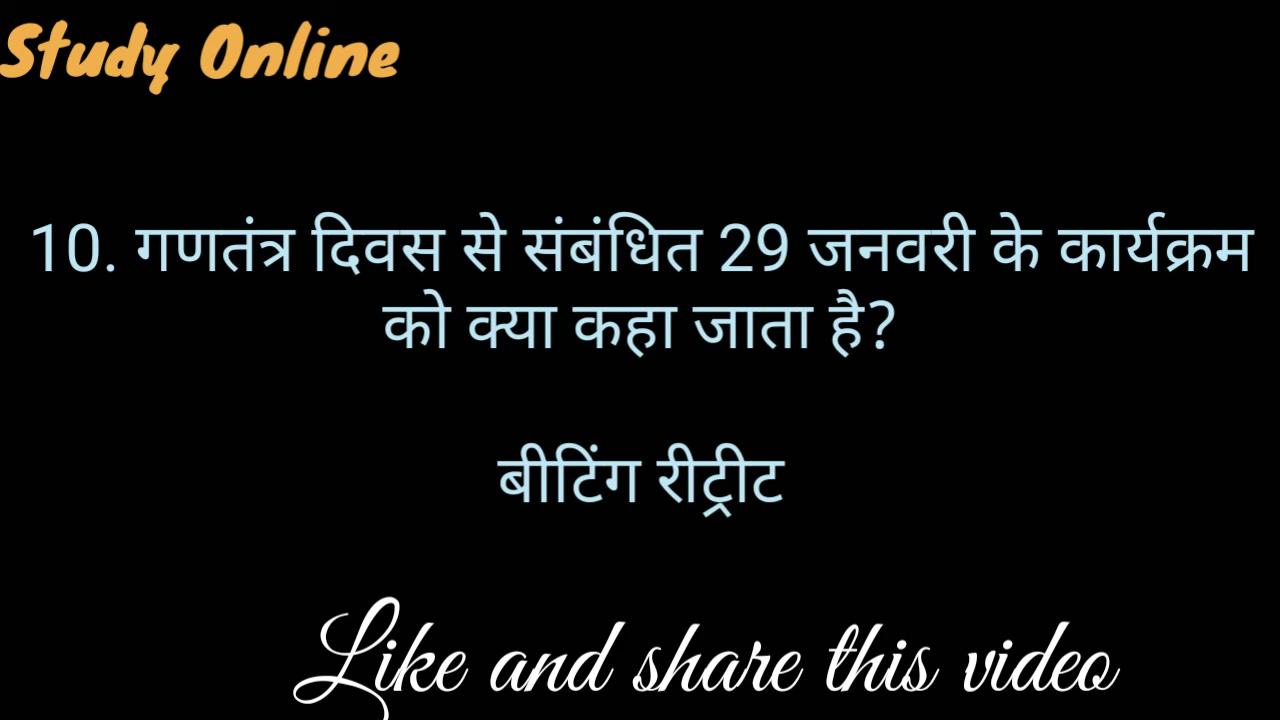 Study Online
10. गणतंत्र दिवस से संबंधित 29 जनवरी के कार्यक्रम
को क्या कहा जाता है?
बीटिंग रीट्रीट
Like and share this video